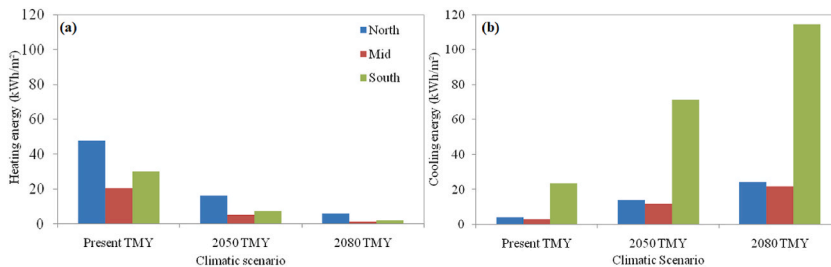 (a)
120
100
80
60
40
20
0
Heating energy (kWh/m²)
North
Mid
South
Present TMY 2050 TMY 2080 TMY
Climatic scenario
(b)
120
100
80
60
40
20
0
Cooling energy (kWh/m²)
Present TMY 2050 TMY 2080 TMY
Climatic Scenario